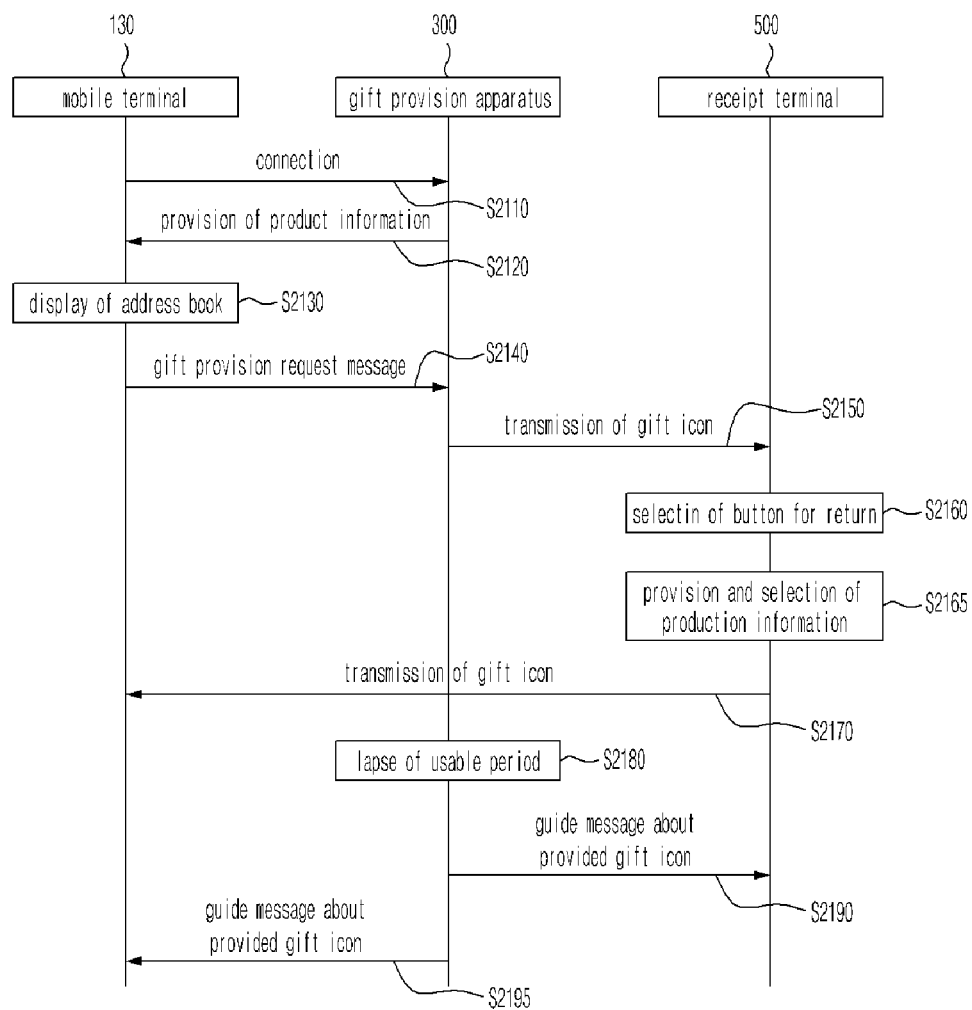 130
300
500
mobile terminal
gift provision apparatus
receipt terminal
connection
S2110
provision of product information
S2120
display of address book
S2130
S2140
gift provision request message
S2150
transmission of gift icon
selectin of button for return
S2160
provision and selection of
production information
S2165
transmission of gift icon
S2170
lapse of usable period
S2180
guide message about
provided gift icon
S2190
guide message about
provided gift icon
S2195